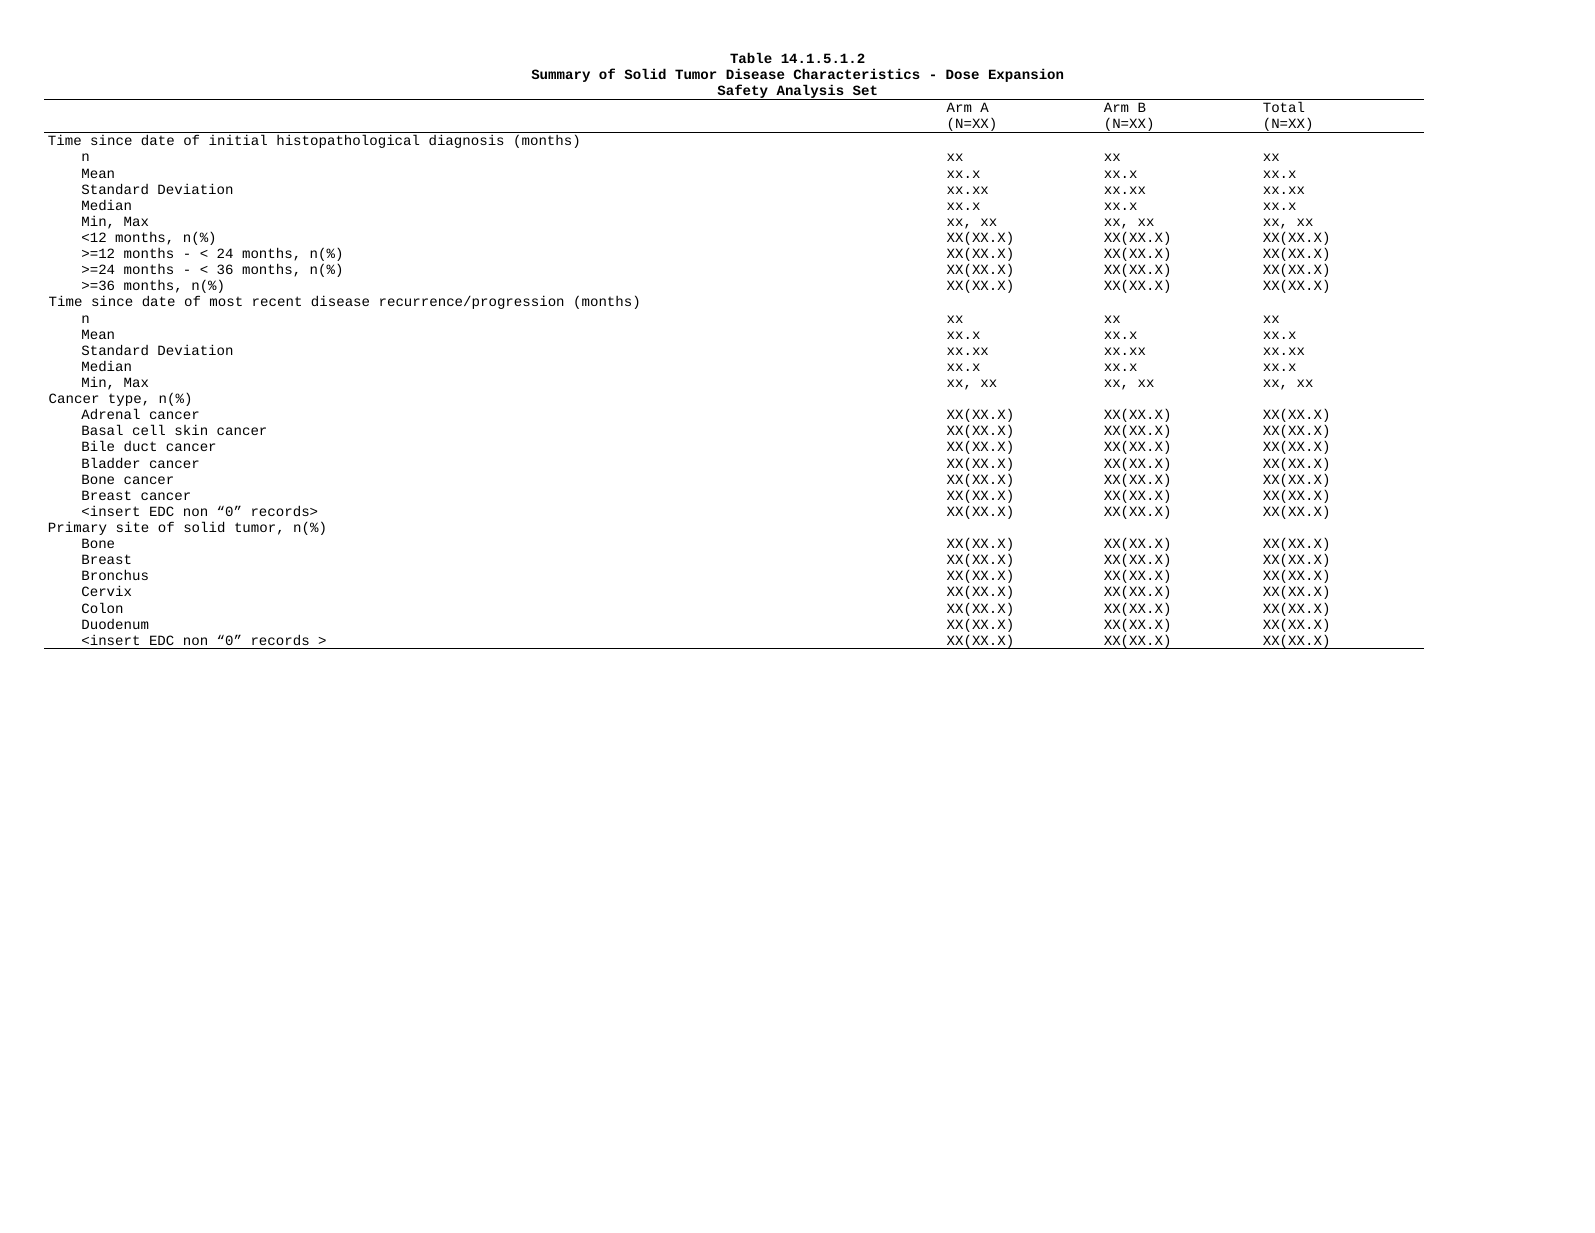 Table 14.1.5.1.2
Summary of Solid Tumor Disease Characteristics - Dose Expansion
Safety Analysis Set
Arm A Arm B Total
(N=XX) (N=XX) (N=XX)
Time since date of initial histopathological diagnosis (months)
n xx xx xx
Mean xx.x xx.x xx.x
Standard Deviation xx.xx xx.xx xx.xx
Median xx.x xx.x xx.x
Min, Max xx, xx xx, xx xx, xx
<12 months, n(%) XX(XX.X) XX(XX.X) XX(XX.X)
>=12 months - < 24 months, n(%) XX(XX.X) XX(XX.X) XX(XX.X)
>=24 months - < 36 months, n(%) XX(XX.X) XX(XX.X) XX(XX.X)
>=36 months, n(%) XX(XX.X) XX(XX.X) XX(XX.X)
Time since date of most recent disease recurrence/progression (months)
n xx xx xx
Mean xx.x xx.x xx.x
Standard Deviation xx.xx xx.xx xx.xx
Median xx.x xx.x xx.x
Min, Max xx, xx xx, xx xx, xx
Cancer type, n(%)
Adrenal cancer XX(XX.X) XX(XX.X) XX(XX.X)
Basal cell skin cancer XX(XX.X) XX(XX.X) XX(XX.X)
Bile duct cancer XX(XX.X) XX(XX.X) XX(XX.X)
Bladder cancer XX(XX.X) XX(XX.X) XX(XX.X)
Bone cancer XX(XX.X) XX(XX.X) XX(XX.X)
Breast cancer XX(XX.X) XX(XX.X) XX(XX.X)
<insert EDC non “0” records> XX(XX.X) XX(XX.X) XX(XX.X)
Primary site of solid tumor, n(%)
Bone XX(XX.X) XX(XX.X) XX(XX.X)
Breast XX(XX.X) XX(XX.X) XX(XX.X)
Bronchus XX(XX.X) XX(XX.X) XX(XX.X)
Cervix XX(XX.X) XX(XX.X) XX(XX.X)
Colon XX(XX.X) XX(XX.X) XX(XX.X)
Duodenum XX(XX.X) XX(XX.X) XX(XX.X)
<insert EDC non “0” records > XX(XX.X) XX(XX.X) XX(XX.X)